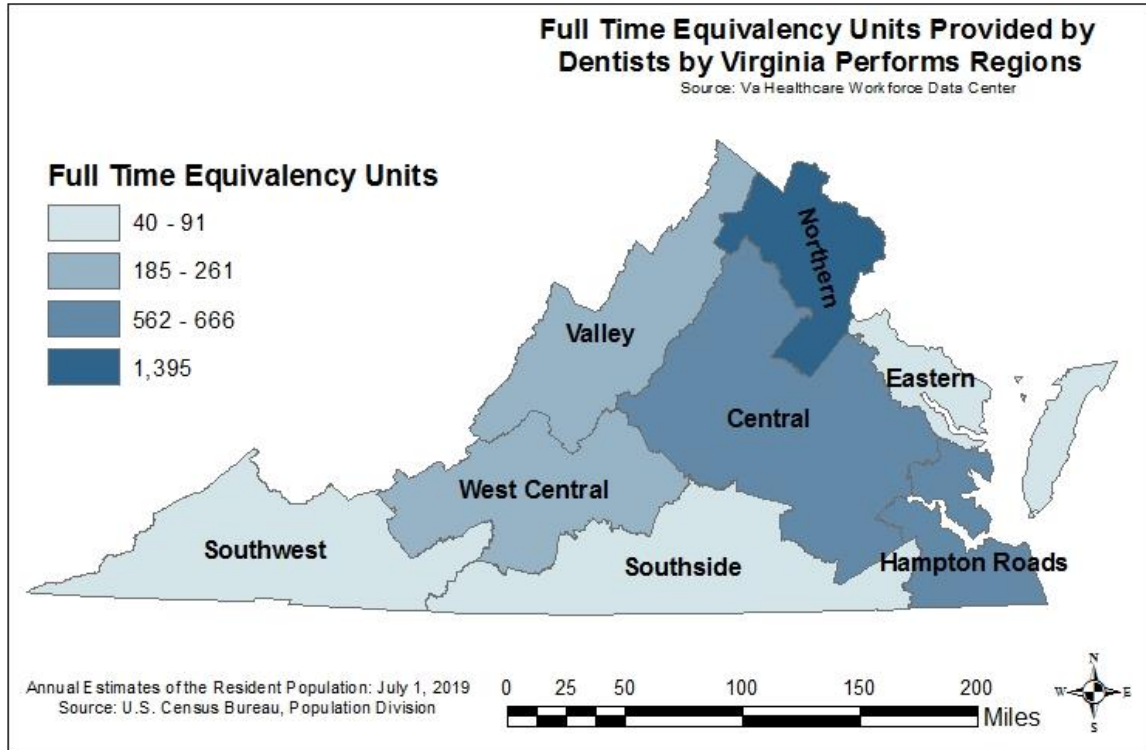 Full Time Equivalency Units Provided by
Dentists by Virginia Performs Regions
Source: Va Healthcare Workforce Data Center
Full Time Equivalency Units
40 - 91
185 - 261
562 - 666
1,395
Northern
Valley
Eastern
Central
West Central
Southwest
Southside
Hampton Roads
Annual Estimates of the Resident Population: July 1, 2019
Source: U.S. Census Bureau, Population Division
0 25 50 100 150 200
Miles
N
W E
S